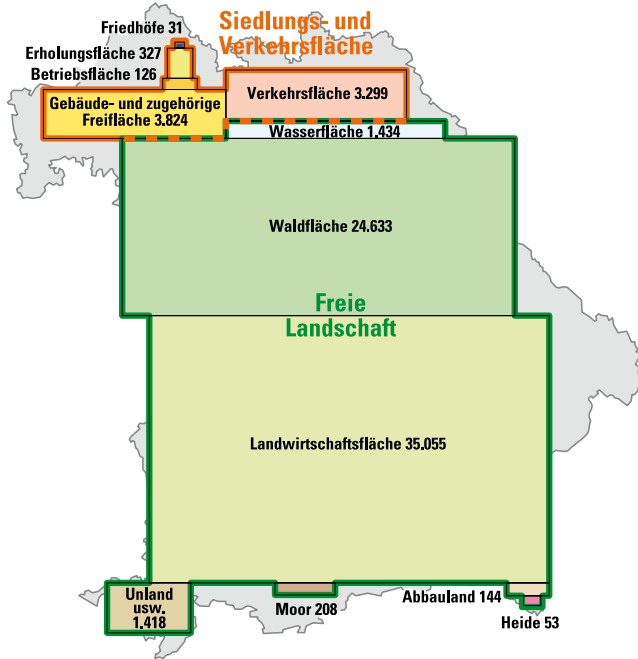 Friedhöfe 31
Siedlungs- und
Verkehrsfläche
Erholungsfläche 327
Betriebsfläche 126
Gebäude- und zugehörige
Freifläche 3.824
Verkehrsfläche 3.299
Wasserfläche 1.434
Waldfläche 24.633
Freie
Landschaft
Landwirtschaftsfläche 35.055
Unland
usw.
1.418
Moor 208
Abbauland 144
Heide 53